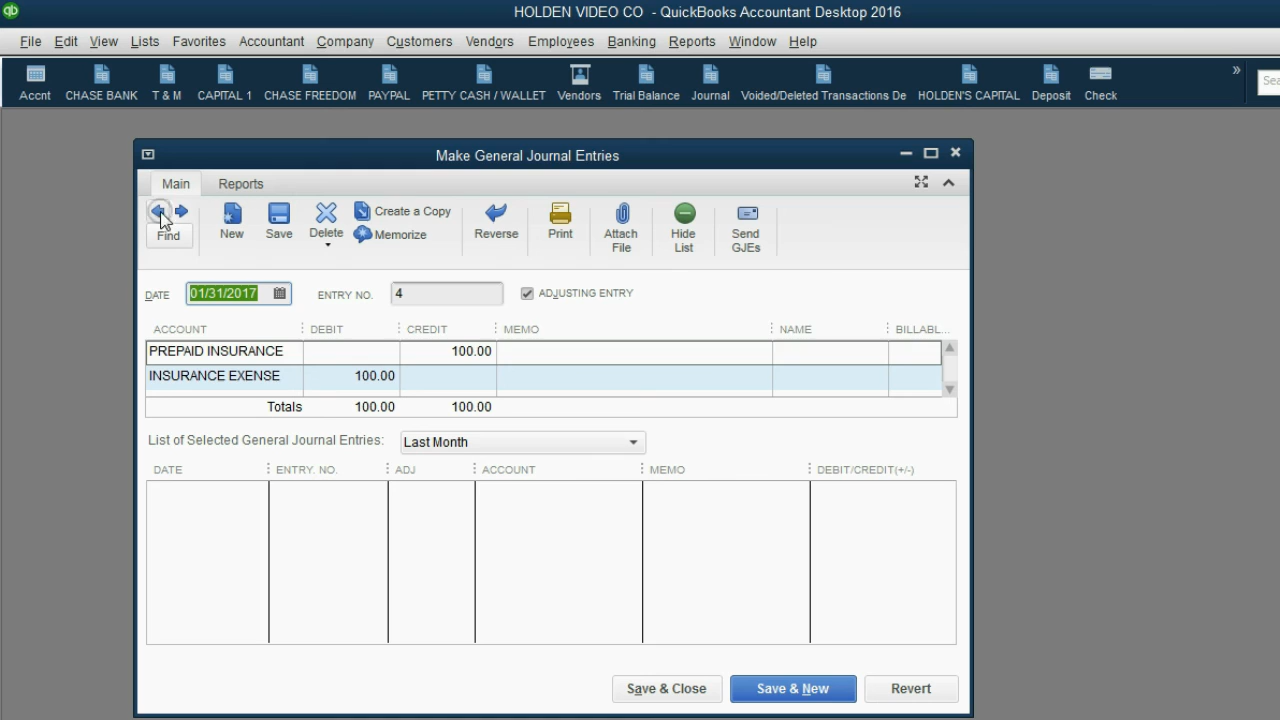 qb
HOLDEN VIDEO CO - QuickBooks Accountant Desktop 2016
File Edit View Lists Favorites Accountant Company Customers Vendors Employees Banking Reports Window Help
Accnt CHASE BANK T & M CAPITAL 1 CHASE FREEDOM PAYPAL PETTY CASH / WALLET Vendors Trial Balance Journal Voided/Deleted Transactions De HOLDEN'S CAPITAL Deposit Check » Sea
Make General Journal Entries
Main Reports
Find New Save Delete Create a Copy Memorize Reverse Print Attach File Hide List Send GJEs
DATE 01/31/2017 ENTRY NO. 4 ADJUSTING ENTRY
ACCOUNT DEBIT CREDIT MEMO NAME BILLABL...
PREPAID INSURANCE 100.00
INSURANCE EXENSE 100.00
Totals 100.00 100.00
List of Selected General Journal Entries: Last Month
DATE ENTRY. NO. ADJ ACCOUNT MEMO DEBIT/CREDIT(+/-)
Save & Close Save & New Revert